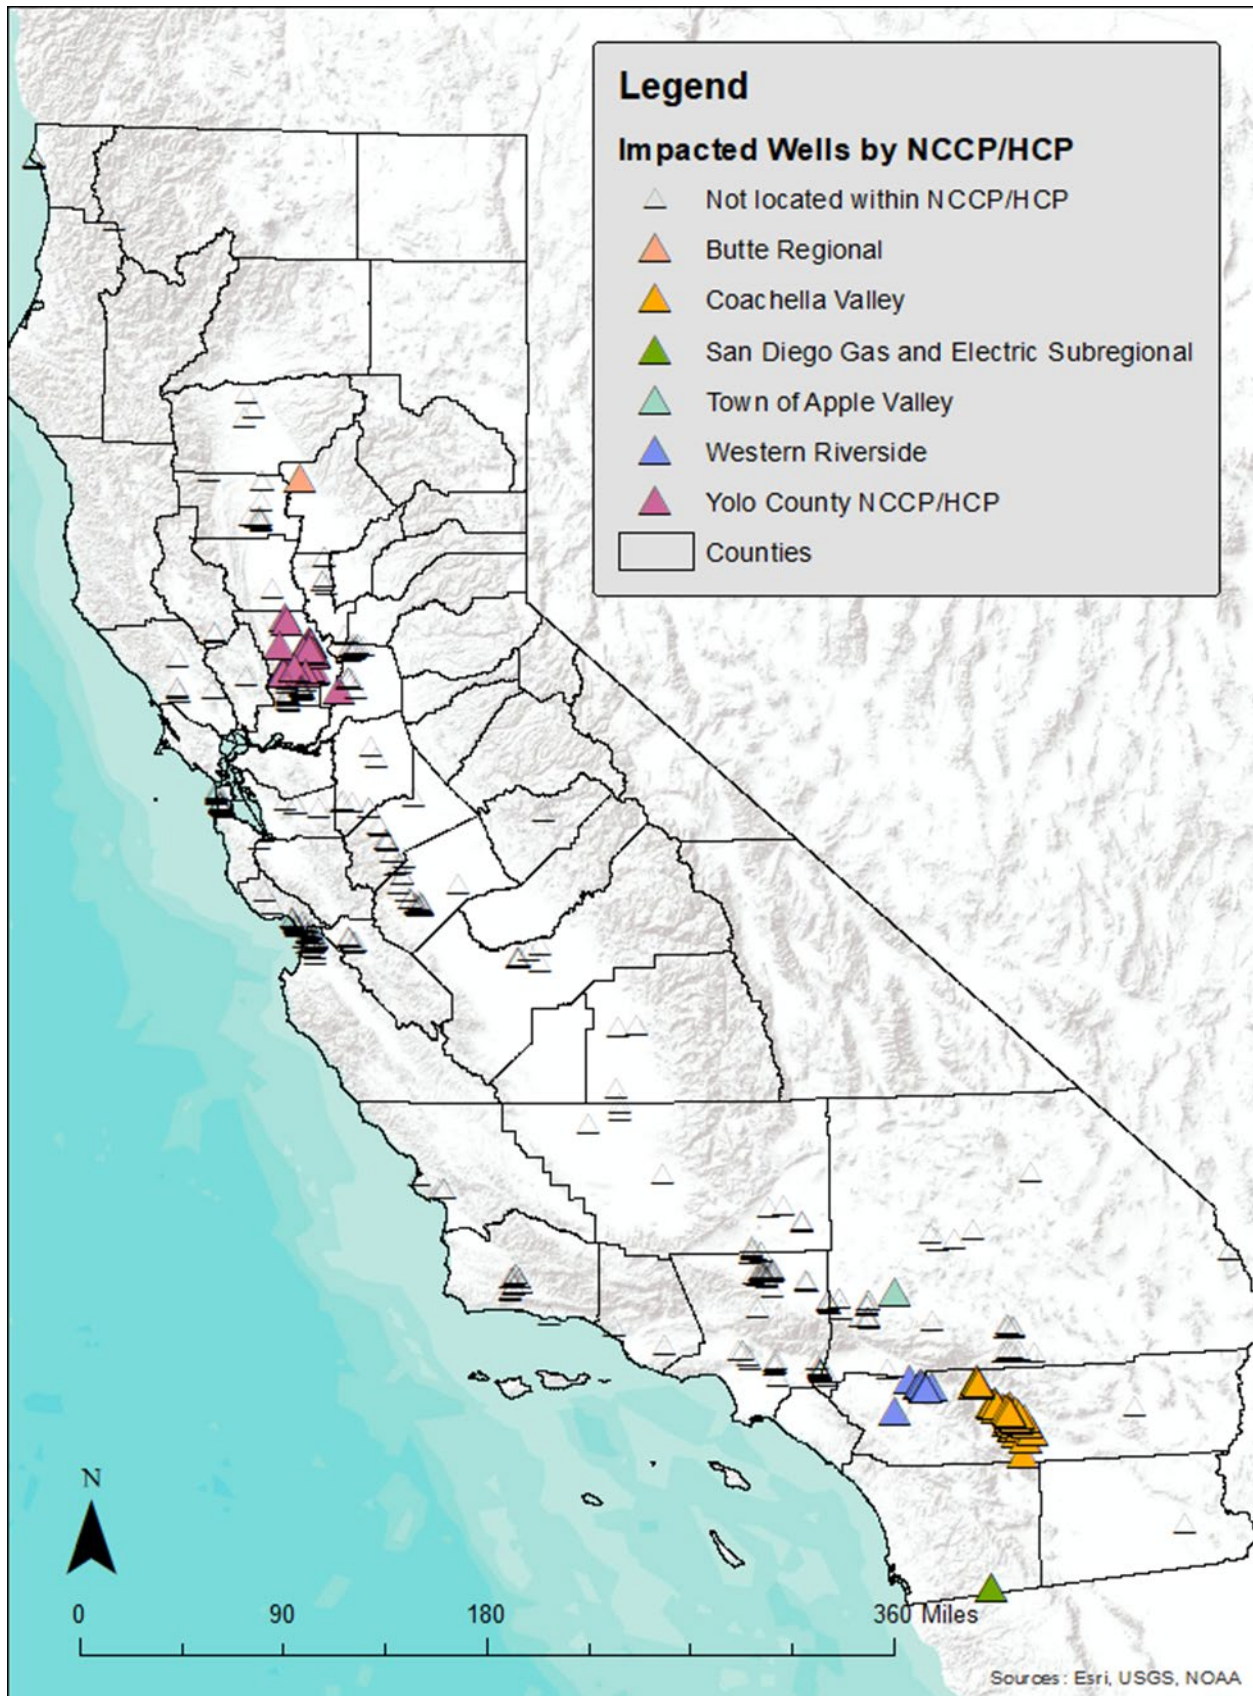 Legend
Impacted Wells by NCCP/HCP
Not located within NCCP/HCP
Butte Regional
Coachella Valley
San Diego Gas and Electric Subregional
Town of Apple Valley
Western Riverside
Yolo County NCCP/HCP
Counties
N
0 90 180 360 Miles
Sources: Esri, USGS, NOAA